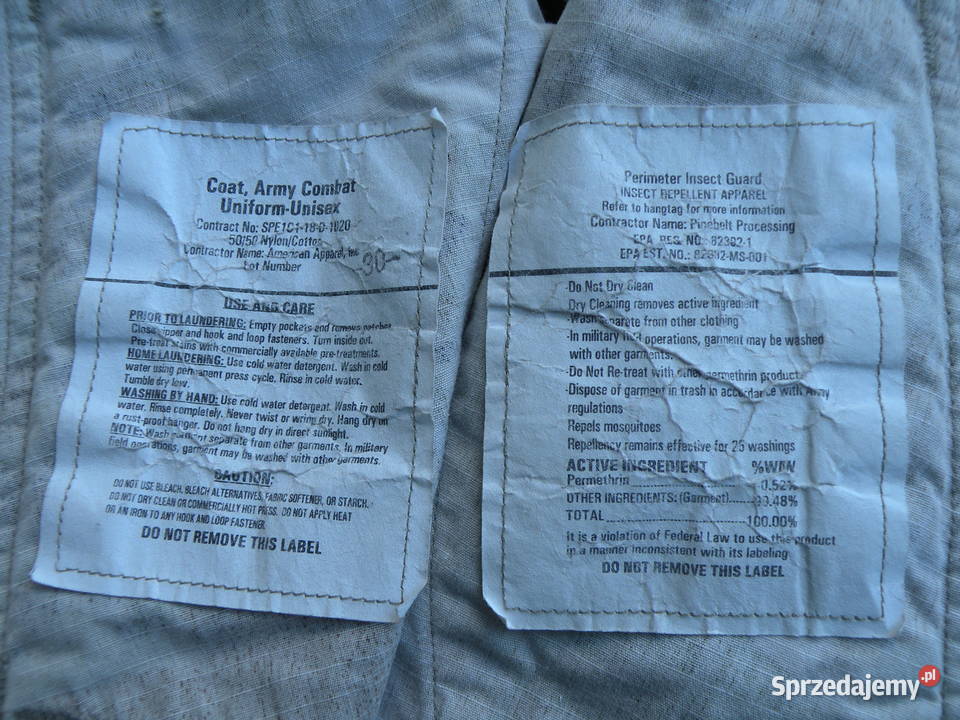 Coat, Army Combat
Uniform-Unisex
Contract No: SPE1C1-18-D-1020
50/50 Nylon/Cotton
Contractor Name: American Apparel, Inc
Lot Number -30-
USE AND CARE
PRIOR TO LAUNDERING: Empty pockets and remove patches.
Close zipper and hook and loop fasteners. Turn inside out.
Pre-treat stains with commercially available pre-treatments.
HOME LAUNDERING: Use cold water detergent. Wash in cold
water using permanent press cycle. Rinse in cold water.
Tumble dry low.
WASHING BY HAND: Use cold water detergent. Wash in cold
water. Rinse completely. Never twist or wring dry. Hang dry on
a rust-proof hanger. Do not hang dry in direct sunlight.
NOTE: Wash garment separate from other garments. In military
field operations, garment may be washed with other garments.
CAUTION:
DO NOT USE BLEACH, BLEACH ALTERNATIVES, FABRIC SOFTENER, OR STARCH.
DO NOT DRY CLEAN OR COMMERCIALLY HOT PRESS. DO NOT APPLY HEAT
OR AN IRON TO ANY HOOK AND LOOP FASTENER.
DO NOT REMOVE THIS LABEL
Perimeter Insect Guard
INSECT REPELLENT APPAREL
Refer to hangtag for more information
Contractor Name: Pinebelt Processing
EPA REG. NO: 82392-1
EPA EST. NO.: 82392-MS-001
·Do Not Dry Clean
Dry Cleaning removes active ingredient
·Wash separate from other clothing
·In military field operations, garment may be washed
with other garments.
·Do Not Re-treat with other permethrin product
·Dispose of garment in trash in accordance with Army
regulations
Repels mosquitoes
Repellency remains effective for 25 washings
ACTIVE INGREDIENT %W/W
Permethrin 0.52%
OTHER INGREDIENTS: (Garment) 99.48%
TOTAL 100.00%
It is a violation of Federal Law to use this product
in a manner inconsistent with its labeling
DO NOT REMOVE THIS LABEL
Sprzedajemy.pl